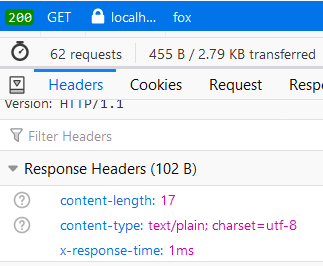 200 GET localh... fox
62 requests 455 B / 2.79 KB transferred
Headers Cookies Request Respo
Version: HTTP/1.1
Filter Headers
Response Headers (102 B)
? content-length: 17
? content-type: text/plain; charset=utf-8
x-response-time: 1ms